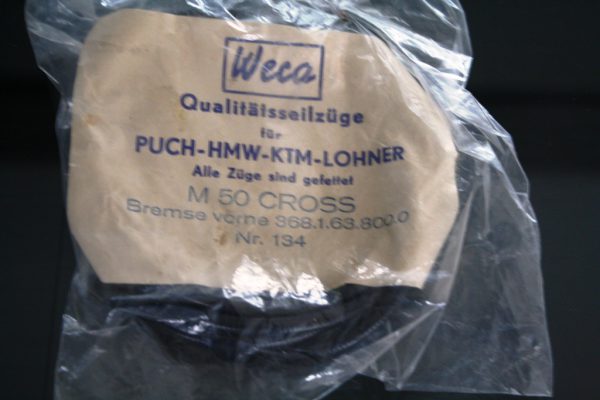 Weca
Qualitätsseilzüge
für
PUCH-HMW-KTM-LOHNER
Alle Züge sind gefettet
M 50 CROSS
Bremse vorne 368.1.63.800.0
Nr. 134